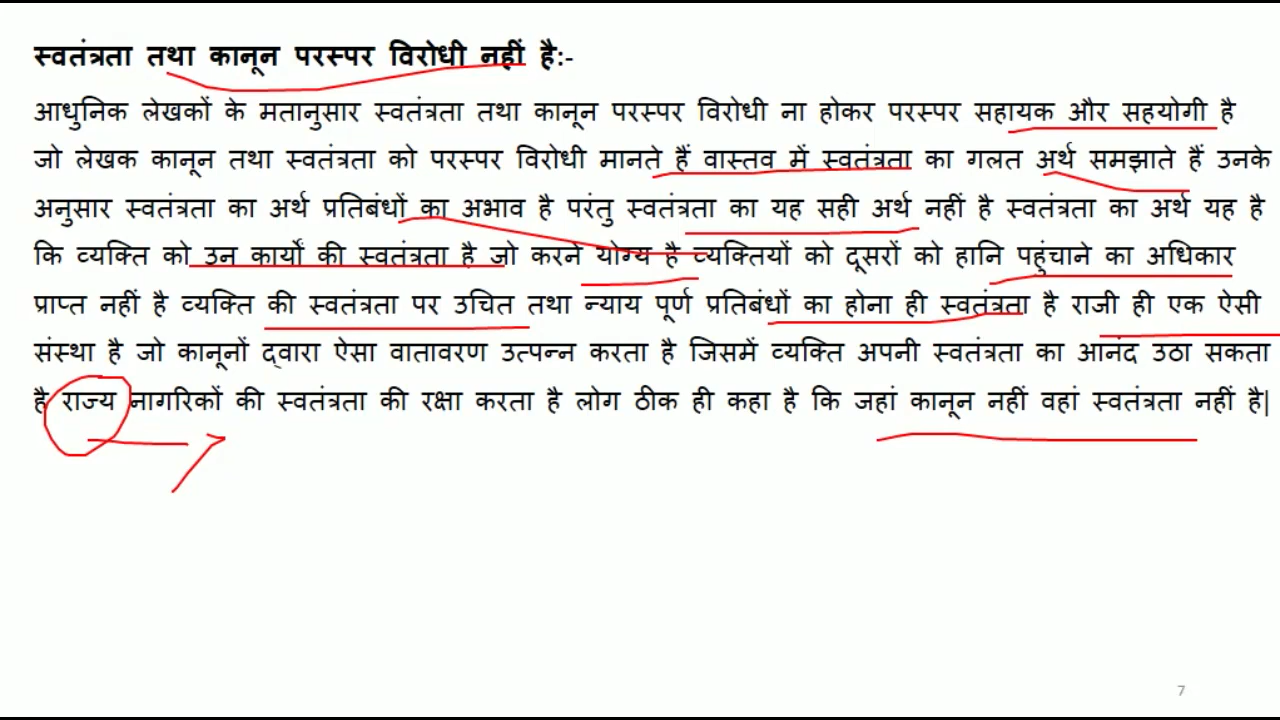 स्वतंत्रता तथा कानून परस्पर विरोधी नहीं है:-
आधुनिक लेखकों के मतानुसार स्वतंत्रता तथा कानून परस्पर विरोधी ना होकर परस्पर सहायक और सहयोगी है
जो लेखक कानून तथा स्वतंत्रता को परस्पर विरोधी मानते हैं वास्तव में स्वतंत्रता का गलत अर्थ समझाते हैं उनके
अनुसार स्वतंत्रता का अर्थ प्रतिबंधों का अभाव है परंतु स्वतंत्रता का यह सही अर्थ नहीं है स्वतंत्रता का अर्थ यह है
कि व्यक्ति को उन कार्यों की स्वतंत्रता है जो करने योग्य है व्यक्तियों को दूसरों को हानि पहुंचाने का अधिकार
प्राप्त नहीं है व्यक्ति की स्वतंत्रता पर उचित तथा न्याय पूर्ण प्रतिबंधों का होना ही स्वतंत्रता है राजी ही एक ऐसी
संस्था है जो कानूनों द्वारा ऐसा वातावरण उत्पन्न करता है जिसमें व्यक्ति अपनी स्वतंत्रता का आनंद उठा सकता
है राज्य नागरिकों की स्वतंत्रता की रक्षा करता है लोग ठीक ही कहा है कि जहां कानून नहीं वहां स्वतंत्रता नहीं है|
7